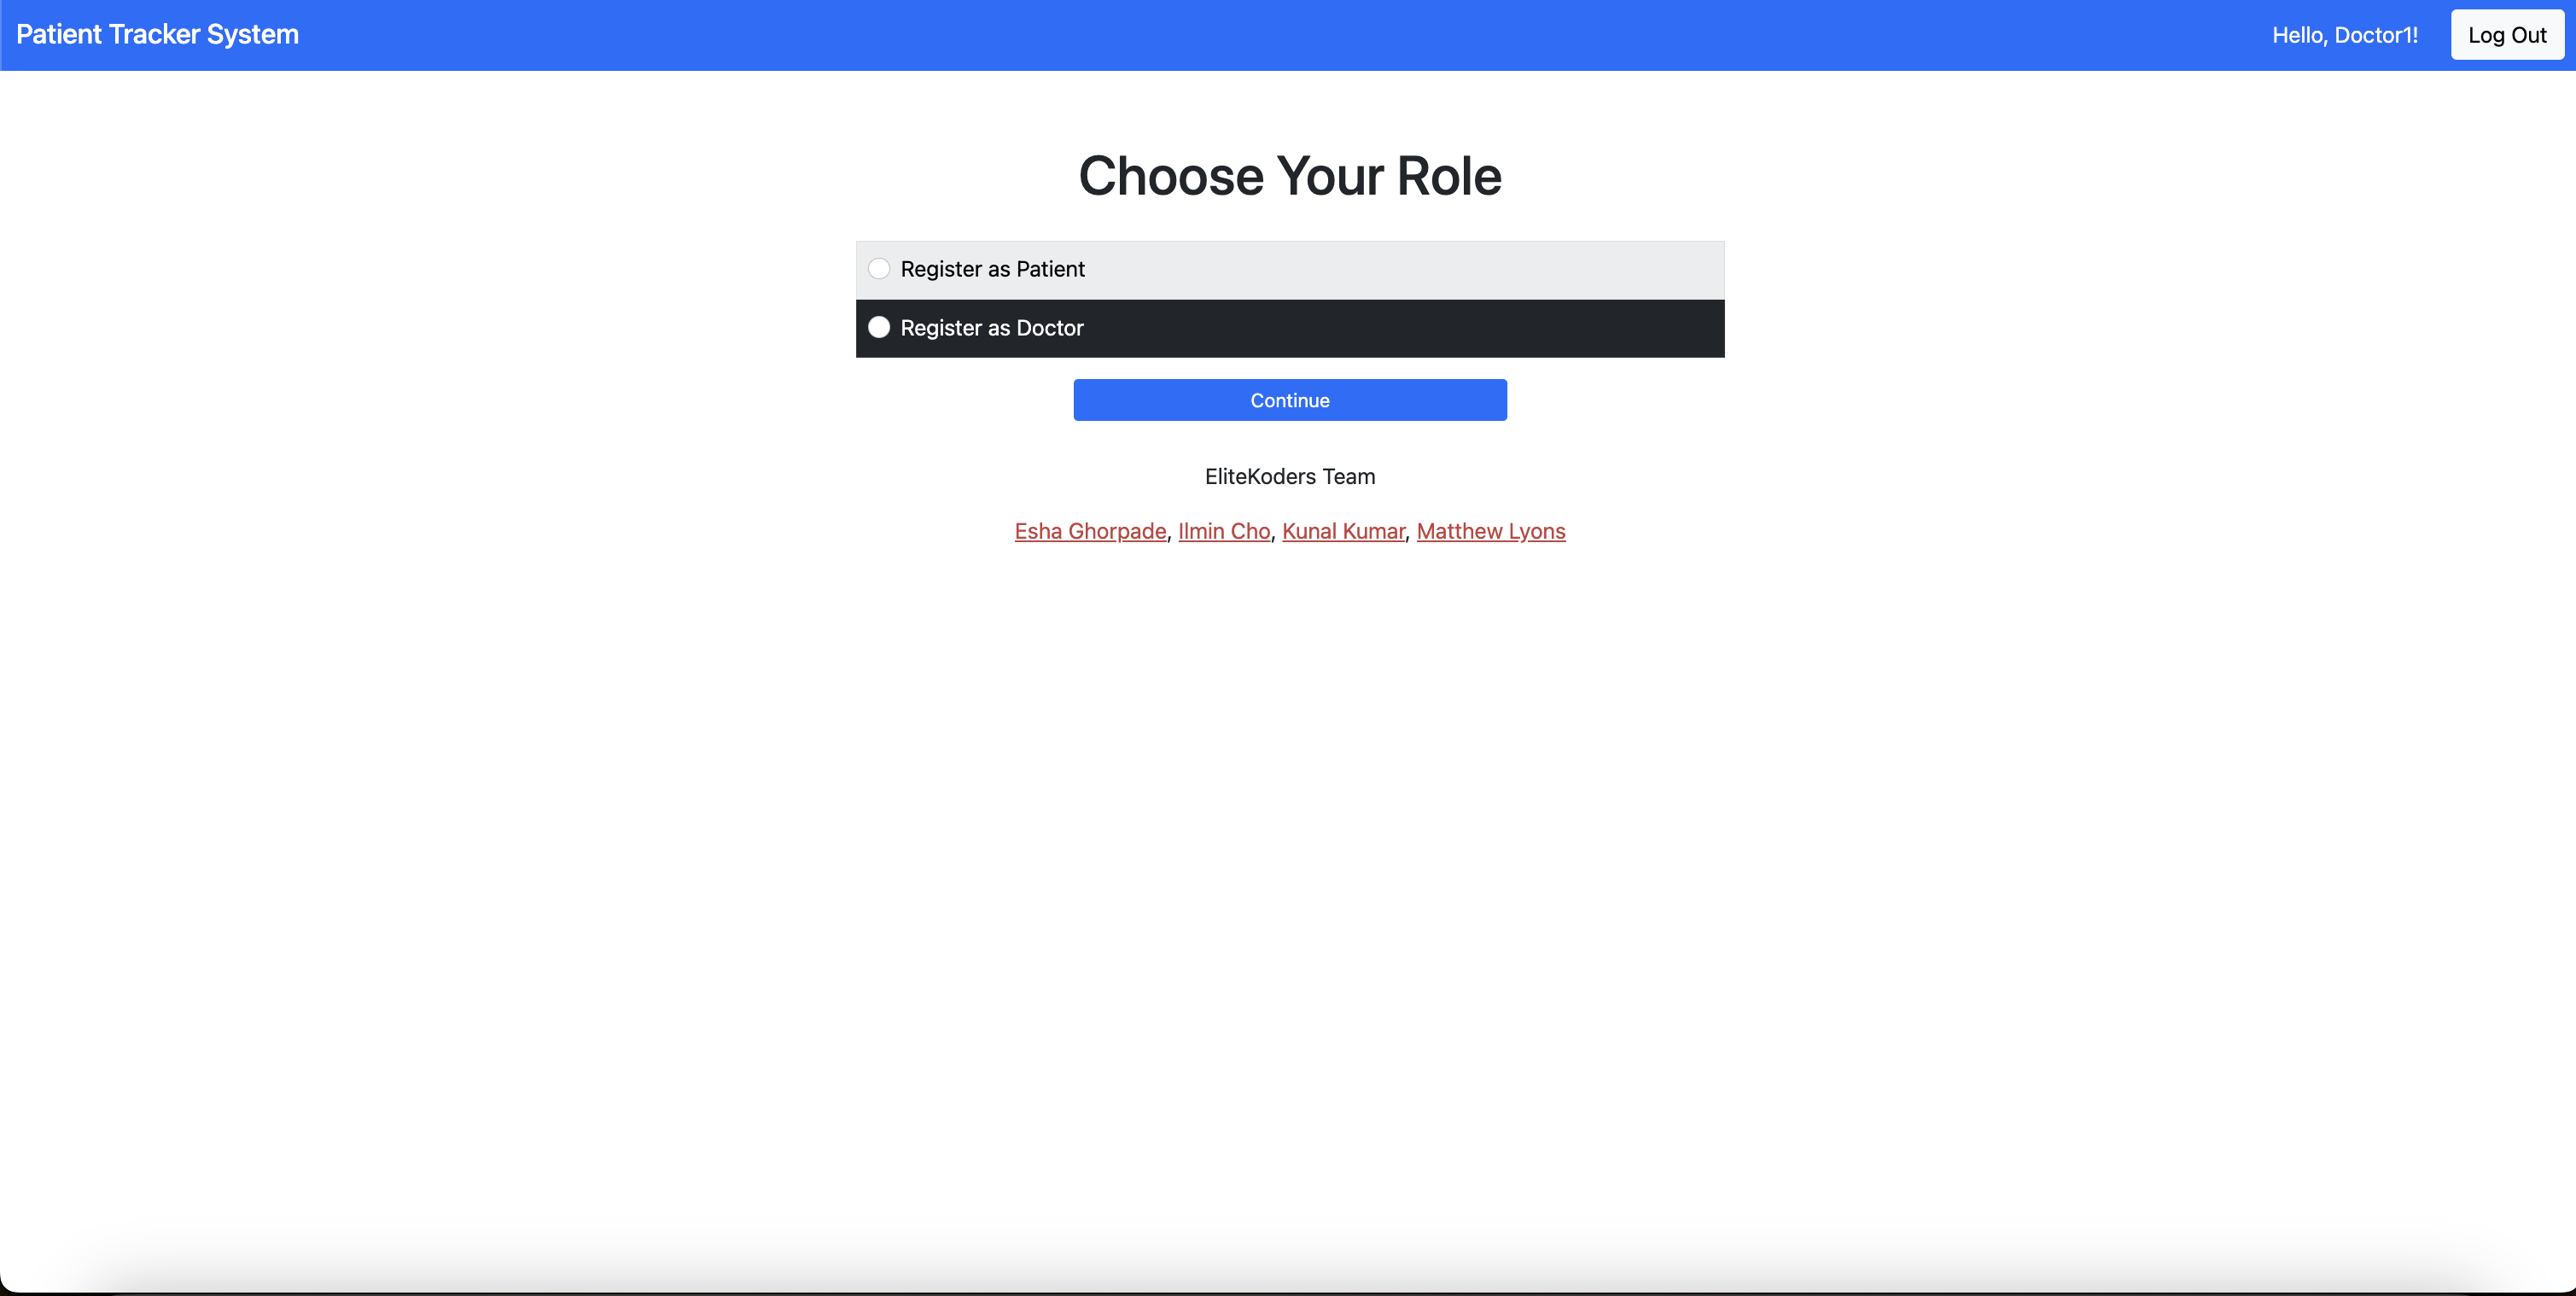 Patient Tracker System
Hello, Doctor1!
Log Out
Choose Your Role
Register as Patient
Register as Doctor
Continue
EliteKoders Team
Esha Ghorpade, Ilmin Cho, Kunal Kumar, Matthew Lyons